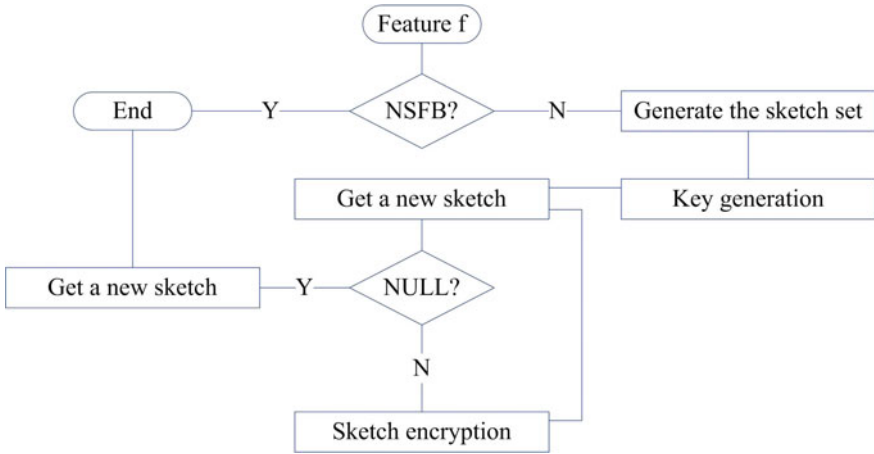 Feature f
End
Y
NSFB?
N
Generate the sketch set
Get a new sketch
Key generation
Get a new sketch
Y
NULL?
N
Sketch encryption